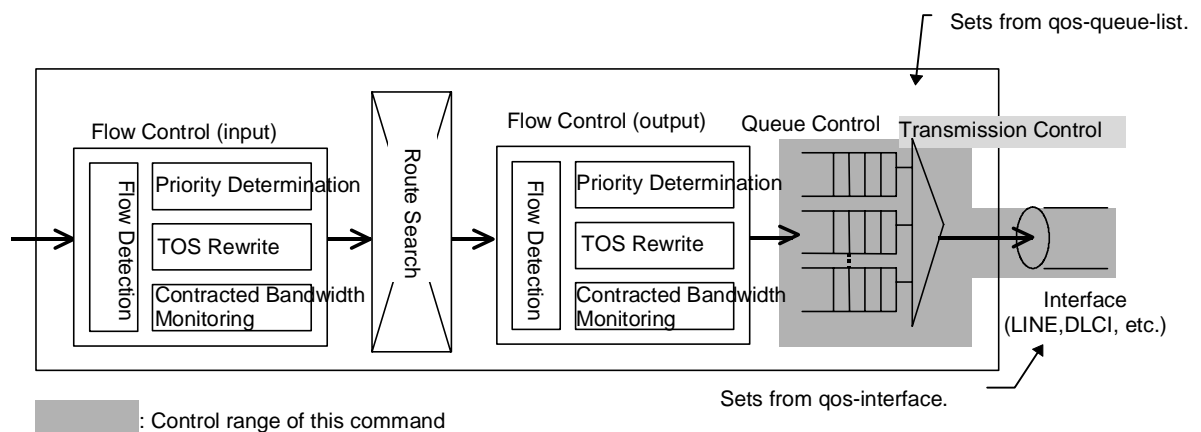 Sets from qos-queue-list.
Flow Control (input)
Flow Detection
Priority Determination
TOS Rewrite
Contracted Bandwidth
Monitoring
Route Search
Flow Control (output)
Flow Detection
Priority Determination
TOS Rewrite
Contracted Bandwidth
Monitoring
Queue Control
Transmission Control
Interface
(LINE,DLCI, etc.)
Sets from qos-interface.
: Control range of this command